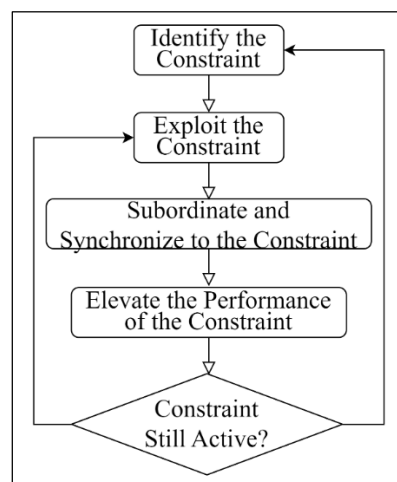 Identify the
Constraint
Exploit the
Constraint
Subordinate and
Synchronize to the Constraint
Elevate the Performance
of the Constraint
Constraint
Still Active?